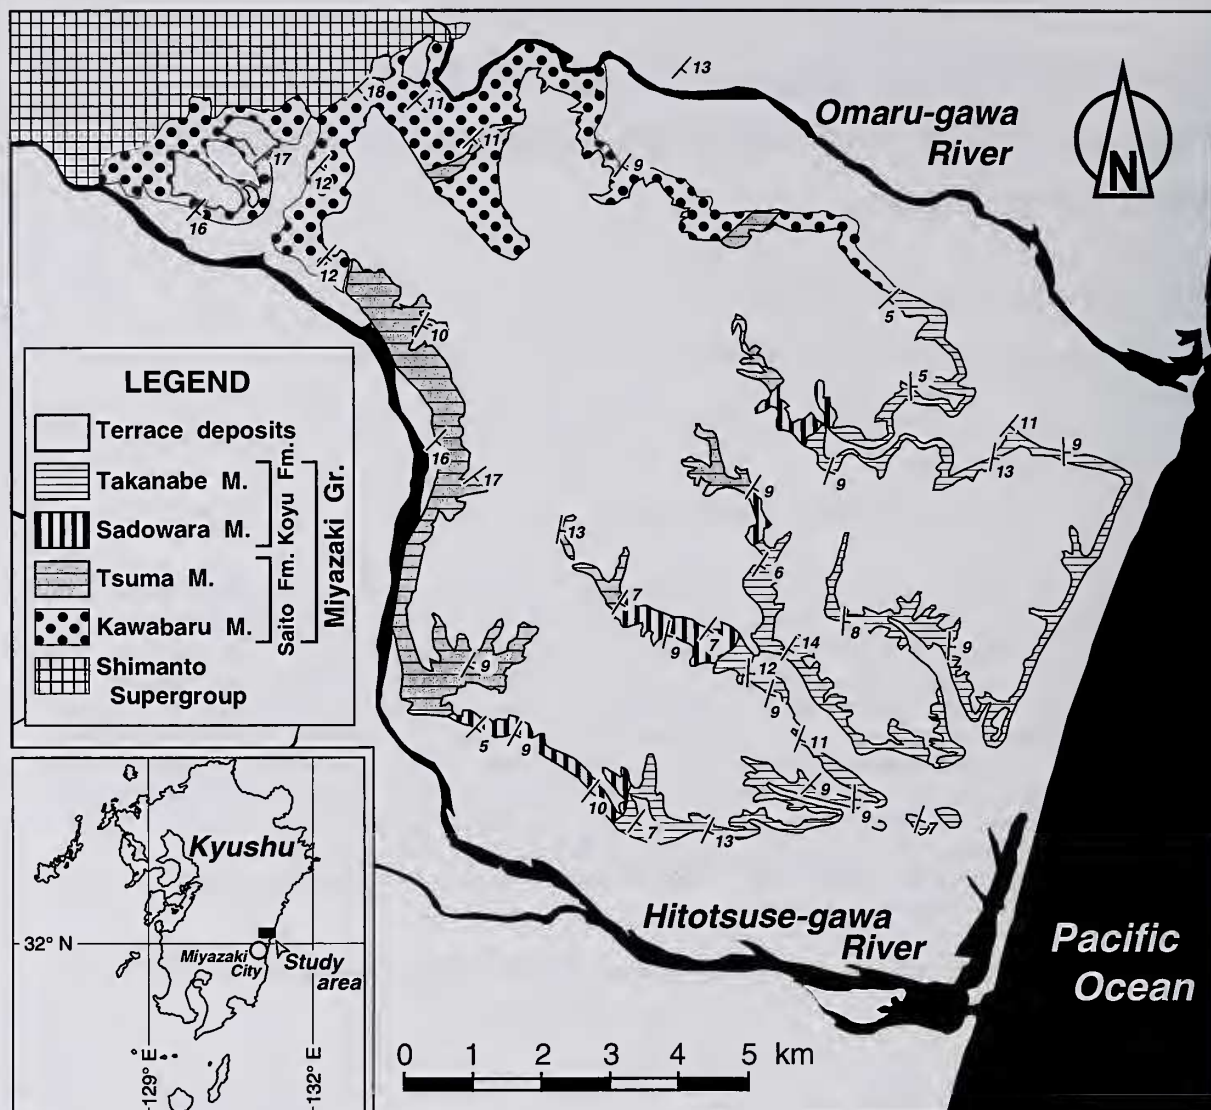 Omaru-gawa
River
N
13
18
11
11
17
12
9
16
12
5
10
5
11
9
13
16
17
9
9
13
6
7
8
9
7
14
9
12
9
9
5
9
11
10
9
9
7
7
13
LEGEND
Terrace deposits
Takanabe M.
Sadowara M.
Tsuma M.
Kawabaru M.
Shimanto
Supergroup
Koyu Fm.
Saito Fm.
Miyazaki Gr.
Kyushu
32° N
Miyazaki
City
Study
area
129° E
132° E
Hitotsuse-gawa
River
Pacific
Ocean
0 1 2 3 4 5 km